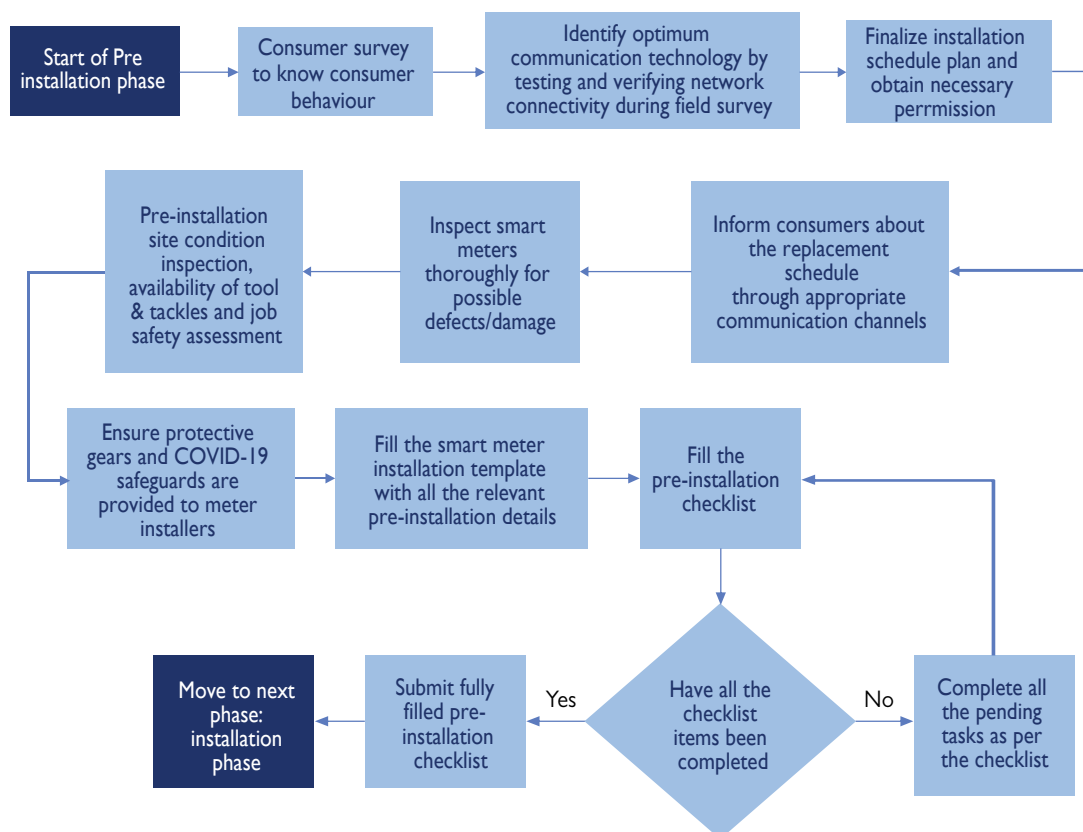 Start of Pre
installation phase
Consumer survey
to know consumer
behaviour
Identify optimum
communication technology by
testing and verifying network
connectivity during field survey
Finalize installation
schedule plan and
obtain necessary
perrmission
Inform consumers about
the replacement
schedule
through appropriate
communication channels
Inspect smart
meters
thoroughly for
possible
defects/damage
Pre-installation
site condition
inspection,
availability of tool
& tackles and job
safety assessment
Ensure protective
gears and COVID-19
safeguards are
provided to meter
installers
Fill the smart meter
installation template
with all the relevant
pre-installation details
Fill the
pre-installation
checklist
Have all the
checklist
items been
completed
No
Complete all
the pending
tasks as per
the checklist
Yes
Submit fully
filled pre-
installation
checklist
Move to next
phase:
installation
phase